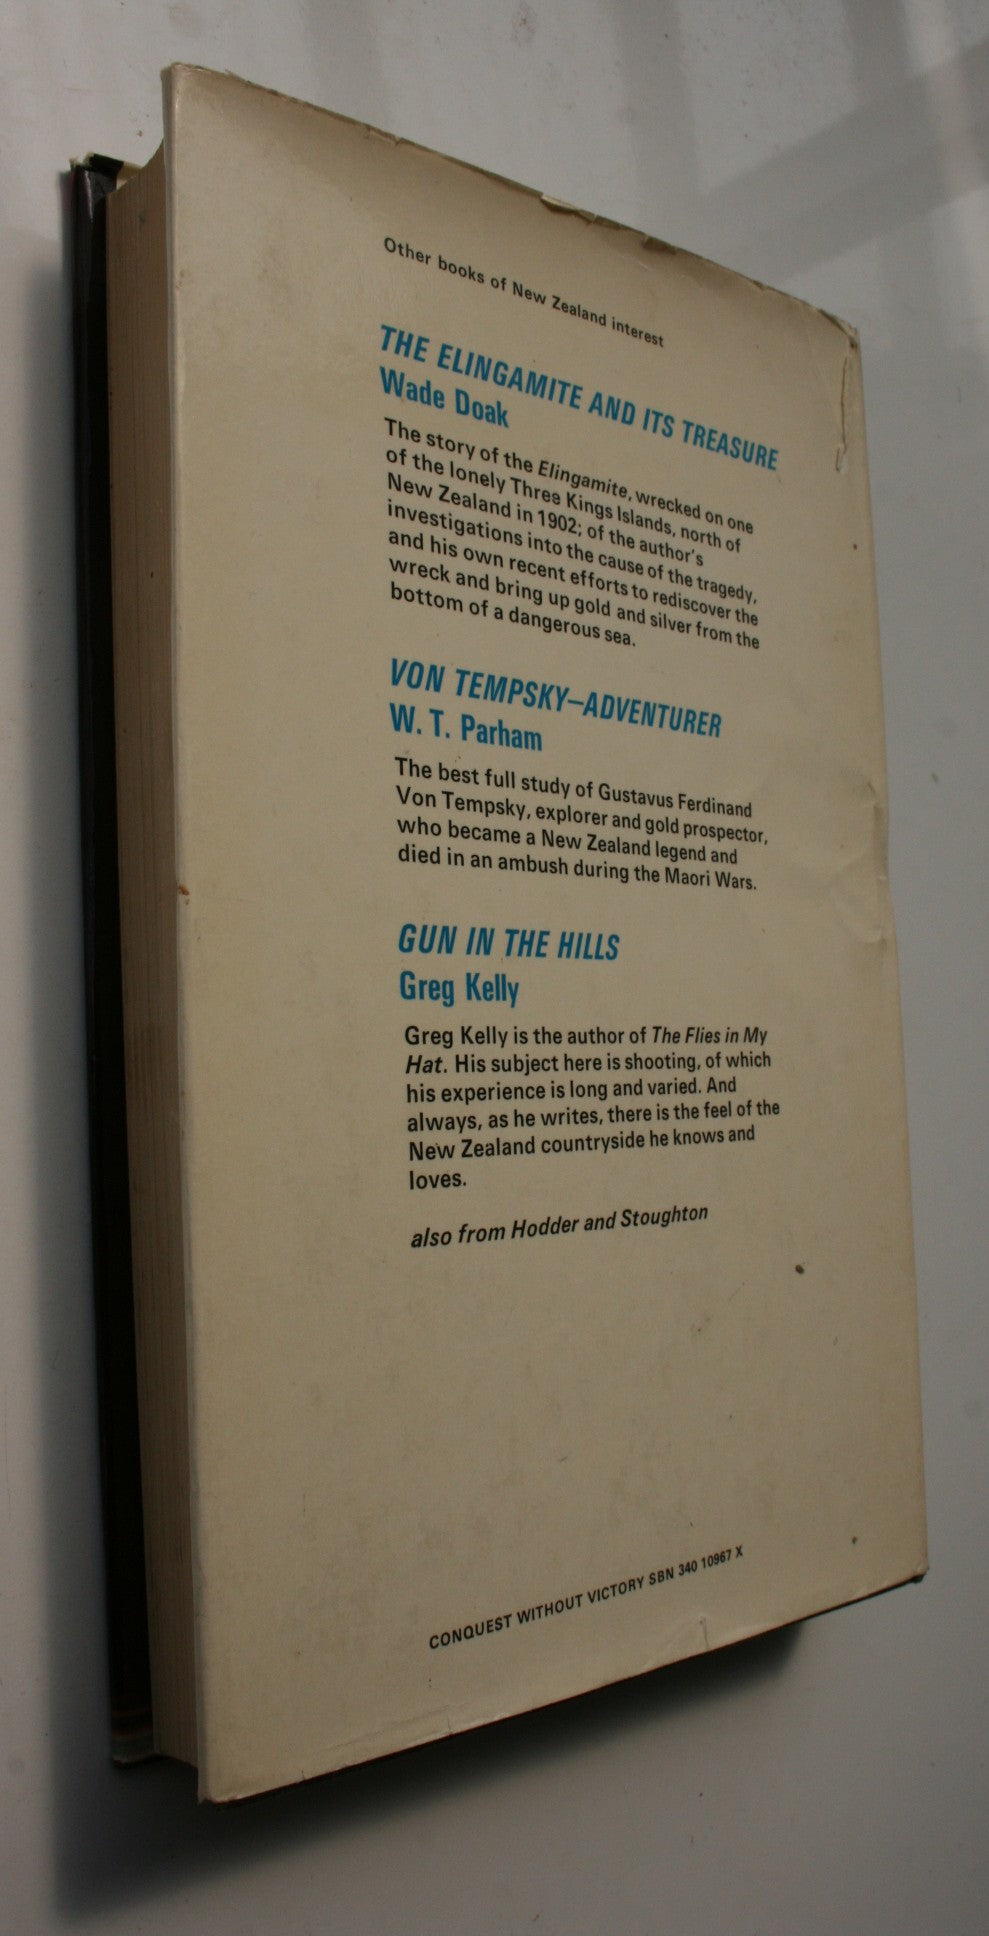 Other books of New Zealand interest
THE ELINGAMITE AND ITS TREASURE
Wade Doak
The story of the Elingamite, wrecked on one
of the lonely Three Kings Islands, north of
New Zealand in 1902; of the author's
investigations into the cause of the tragedy,
and his own recent efforts to rediscover the
wreck and bring up gold and silver from the
bottom of a dangerous sea.
VON TEMPSKY–ADVENTURER
W. T. Parham
The best full study of Gustavus Ferdinand
Von Tempsky, explorer and gold prospector,
who became a New Zealand legend and
died in an ambush during the Maori Wars.
GUN IN THE HILLS
Greg Kelly
Greg Kelly is the author of The Flies in My
Hat. His subject here is shooting, of which
his experience is long and varied. And
always, as he writes, there is the feel of the
New Zealand countryside he knows and
loves.
also from Hodder and Stoughton
CONQUEST WITHOUT VICTORY SBN 340 10967 X